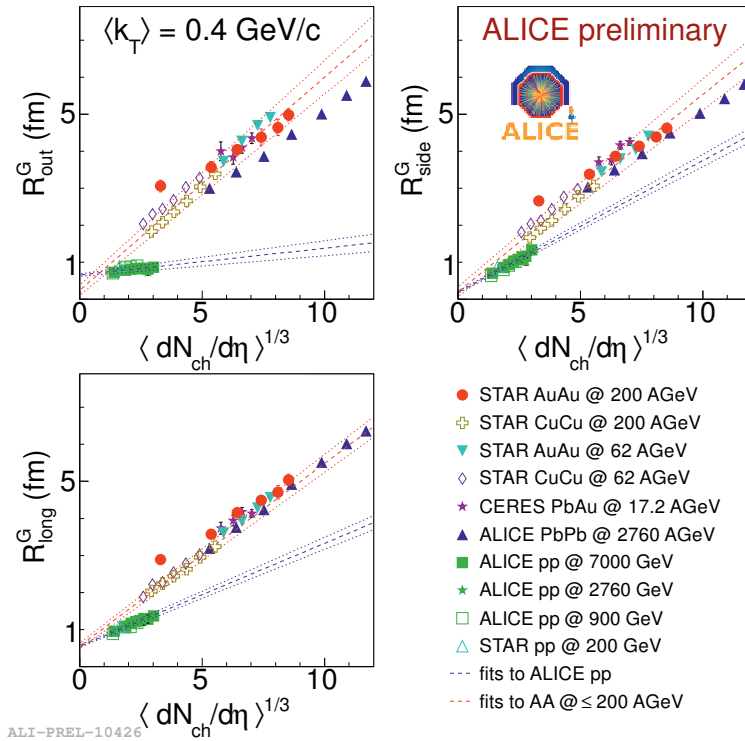 ⟨k_T⟩ = 0.4 GeV/c
ALICE preliminary
ALICE
R^G_out (fm)
5
1
0 5 10
⟨ dN_ch/dη ⟩^1/3
R^G_side (fm)
5
1
0 5 10
⟨ dN_ch/dη ⟩^1/3
R^G_long (fm)
5
1
0 5 10
⟨ dN_ch/dη ⟩^1/3
STAR AuAu @ 200 AGeV
STAR CuCu @ 200 AGeV
STAR AuAu @ 62 AGeV
STAR CuCu @ 62 AGeV
CERES PbAu @ 17.2 AGeV
ALICE PbPb @ 2760 AGeV
ALICE pp @ 7000 GeV
ALICE pp @ 2760 GeV
ALICE pp @ 900 GeV
STAR pp @ 200 GeV
fits to ALICE pp
fits to AA @ ≤ 200 AGeV
ALI-PREL-10426